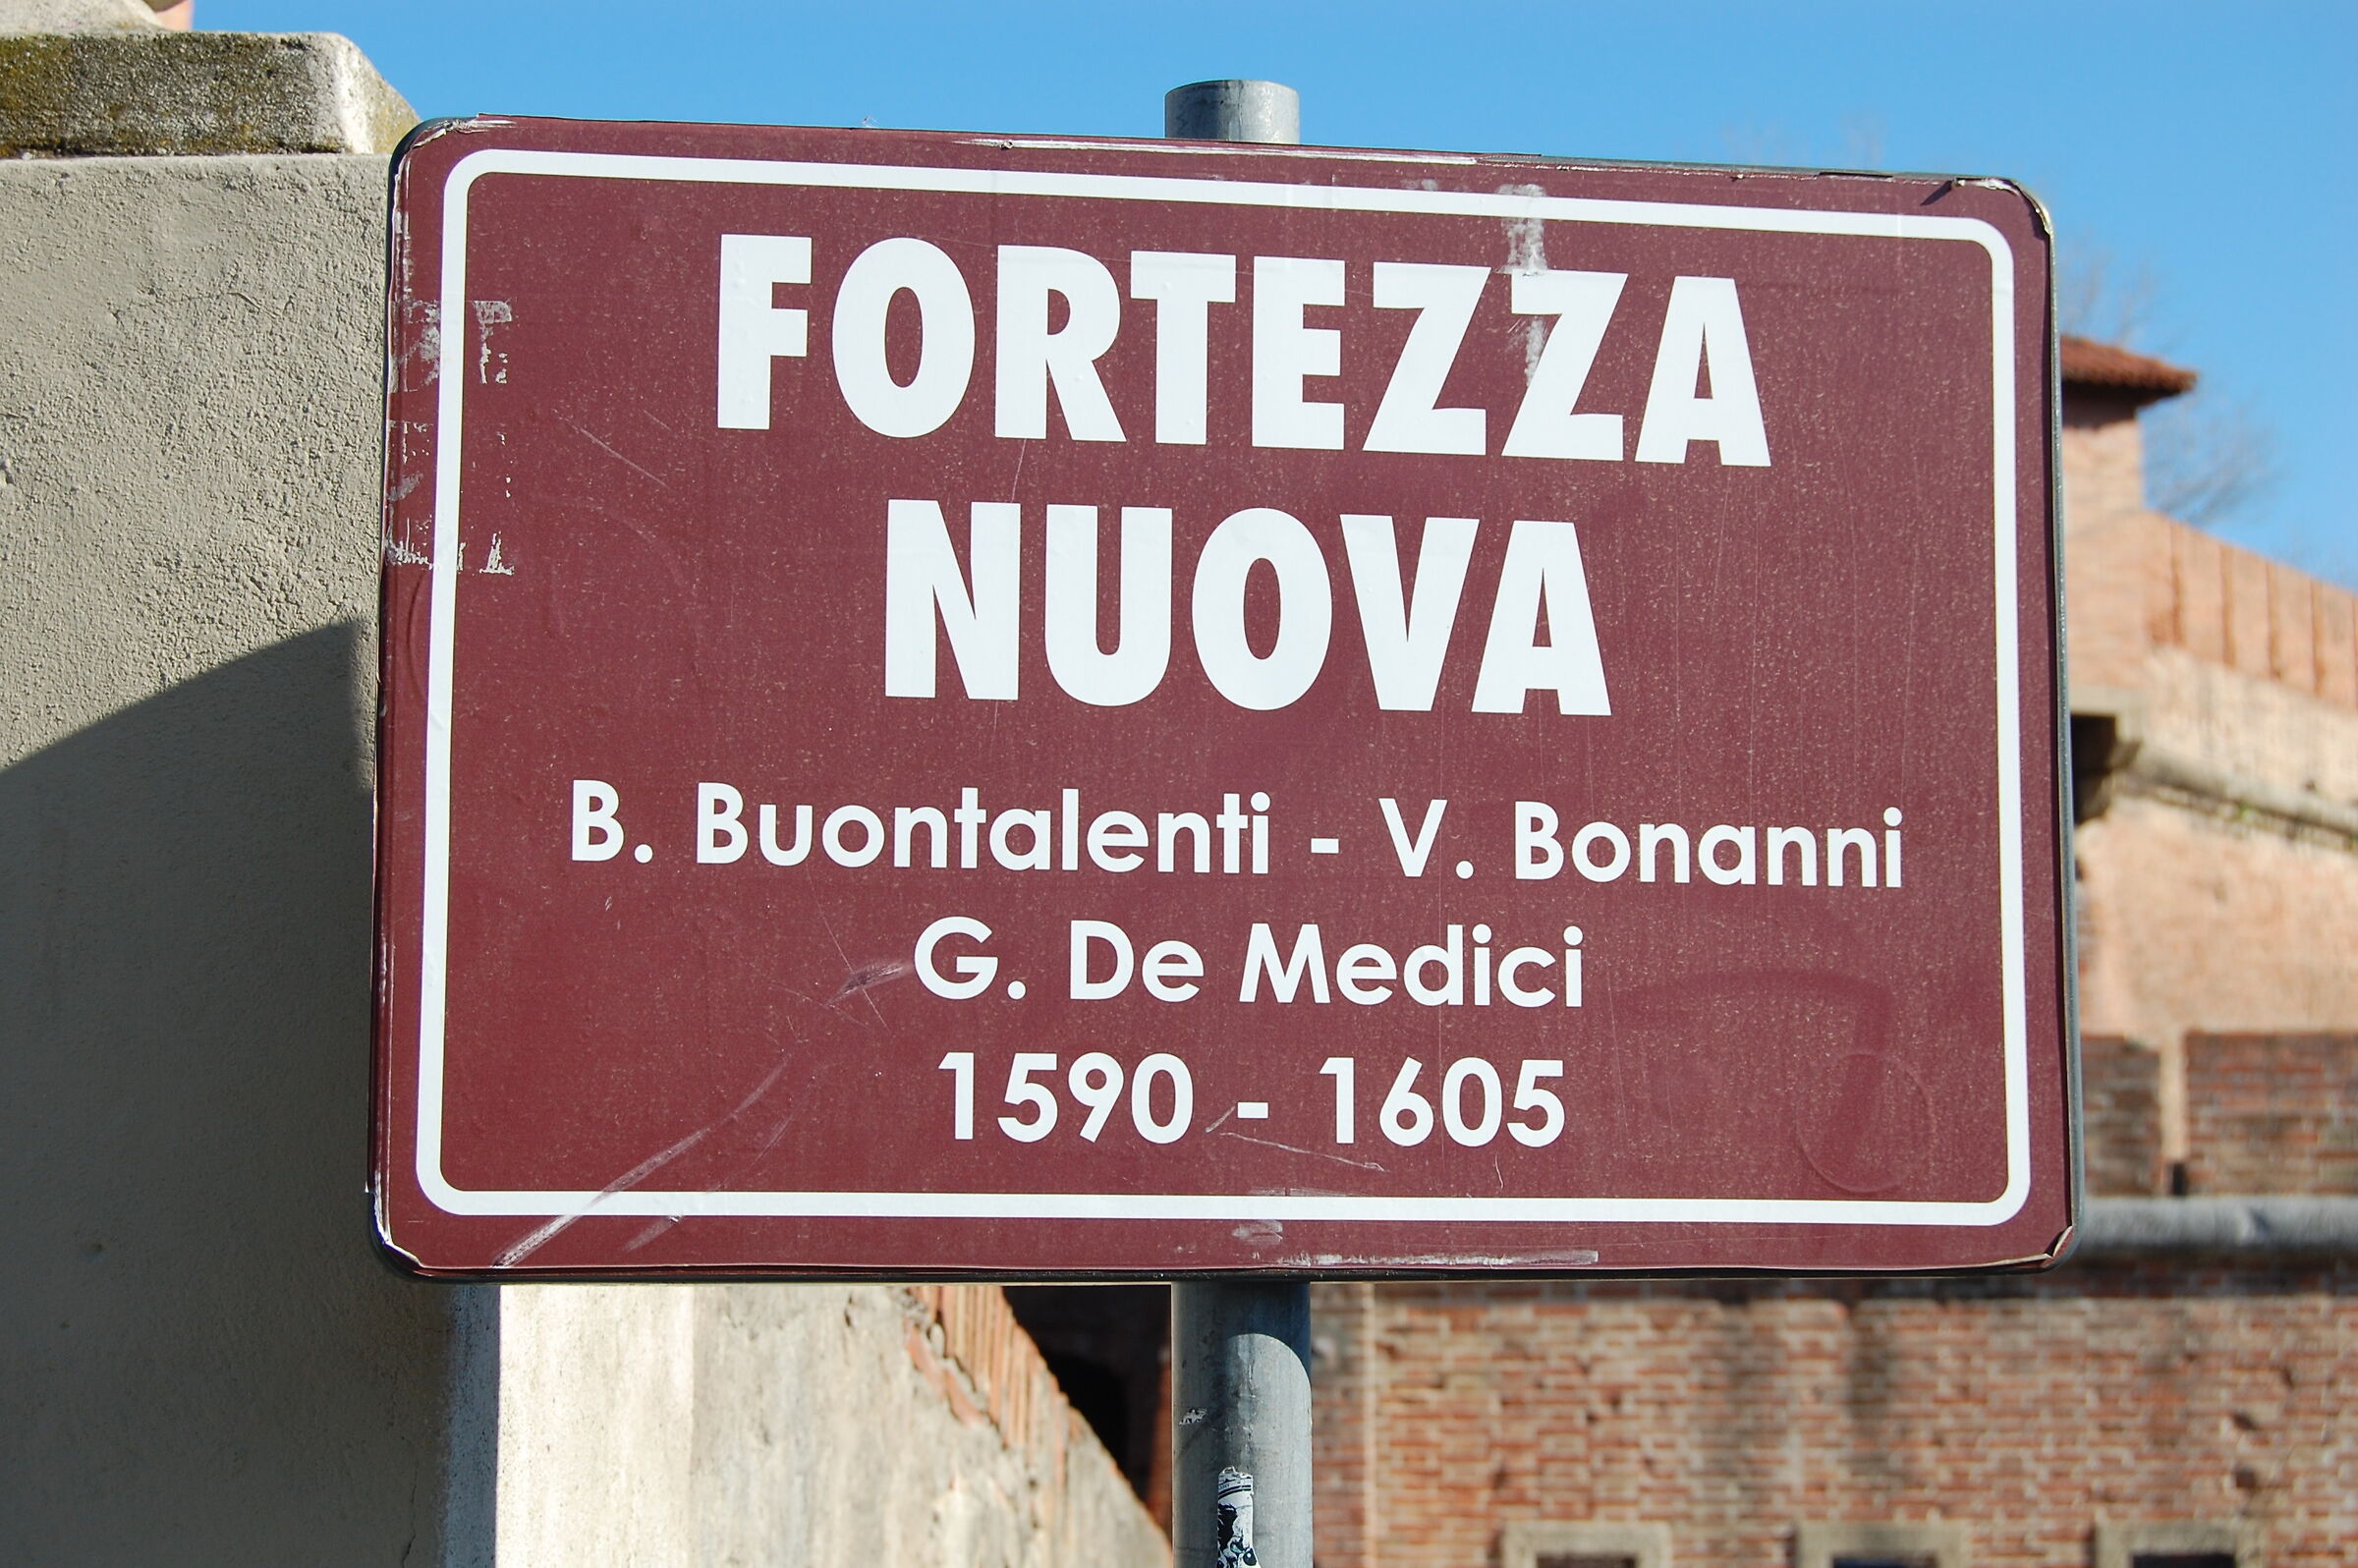 FORTEZZA
NUOVA
B. Buontalenti - V. Bonanni
G. De Medici
1590 - 1605